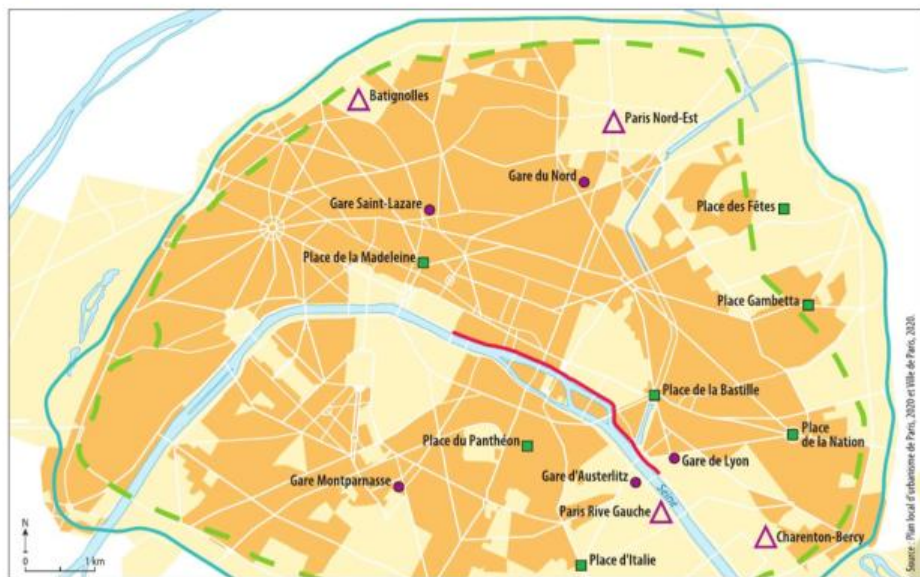 Batignolles
Paris Nord-Est
Gare du Nord
Gare Saint-Lazare
Place des Fêtes
Place de la Madeleine
Place Gambetta
Place de la Bastille
Place du Panthéon
Place
de la Nation
Gare de Lyon
Gare Montparnasse
Gare d'Austerlitz
Seine
Paris Rive Gauche
Charenton-Bercy
Place d'Italie
N
0
1 km
Source : Plan local d'urbanisme de Paris, 2020 et Ville de Paris, 2020.